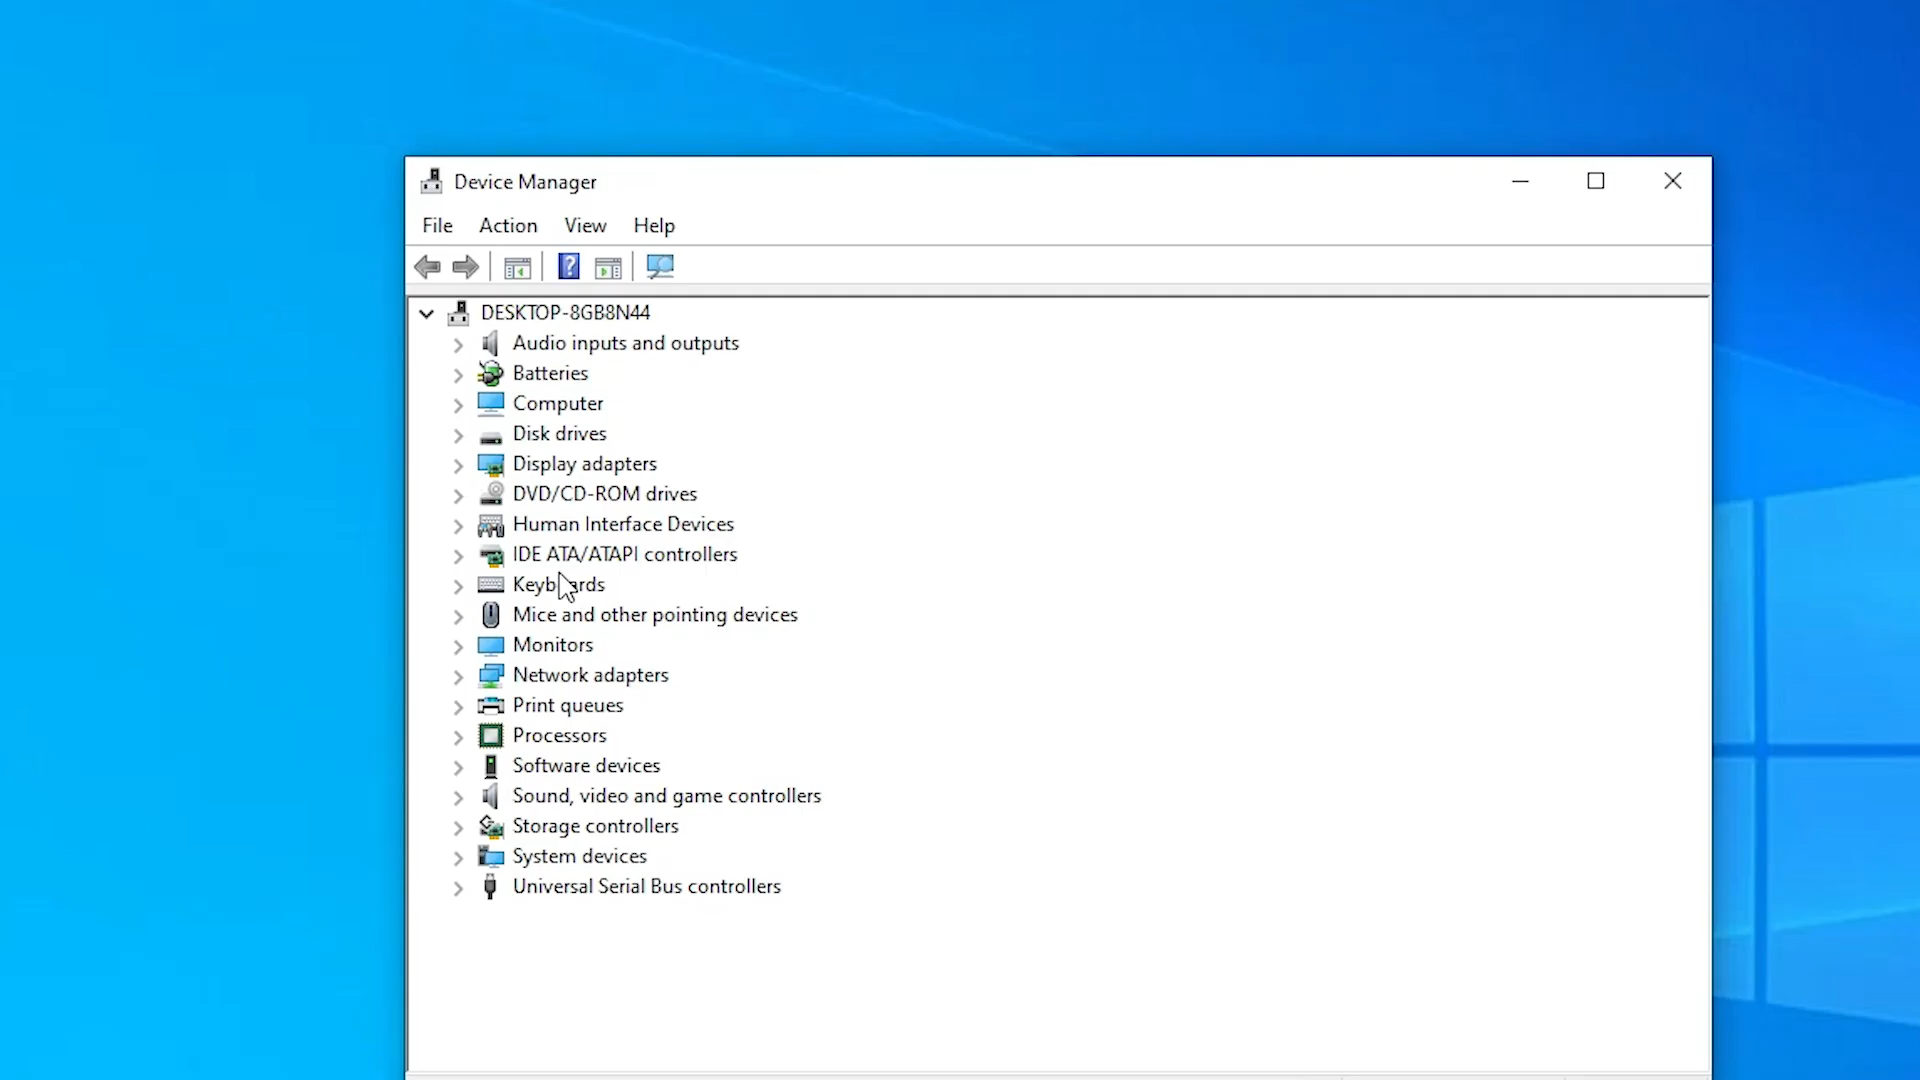 Device Manager
File Action View Help
?
DESKTOP-8GB8N44
Audio inputs and outputs
Batteries
Computer
Disk drives
Display adapters
DVD/CD-ROM drives
Human Interface Devices
IDE ATA/ATAPI controllers
Keyboards
Mice and other pointing devices
Monitors
Network adapters
Print queues
Processors
Software devices
Sound, video and game controllers
Storage controllers
System devices
Universal Serial Bus controllers